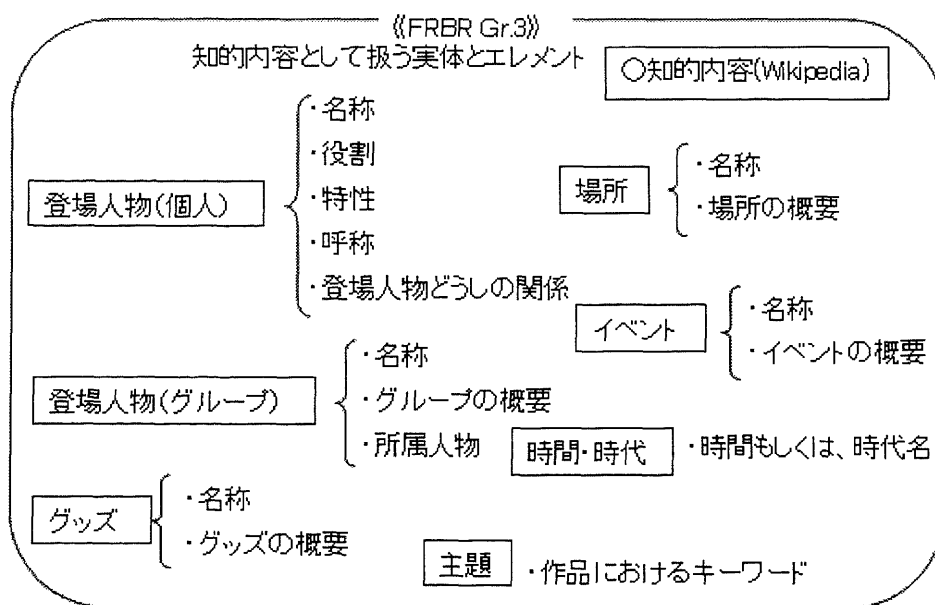 《FRBR Gr.3》
知的内容として扱う実体とエレメント
○知的内容(Wikipedia)
登場人物(個人)
・名称
・役割
・特性
・呼称
・登場人物どうしの関係
場所
・名称
・場所の概要
イベント
・名称
・イベントの概要
登場人物(グループ)
・名称
・グループの概要
・所属人物
時間・時代
・時間もしくは、時代名
グッズ
・名称
・グッズの概要
主題
・作品におけるキーワード